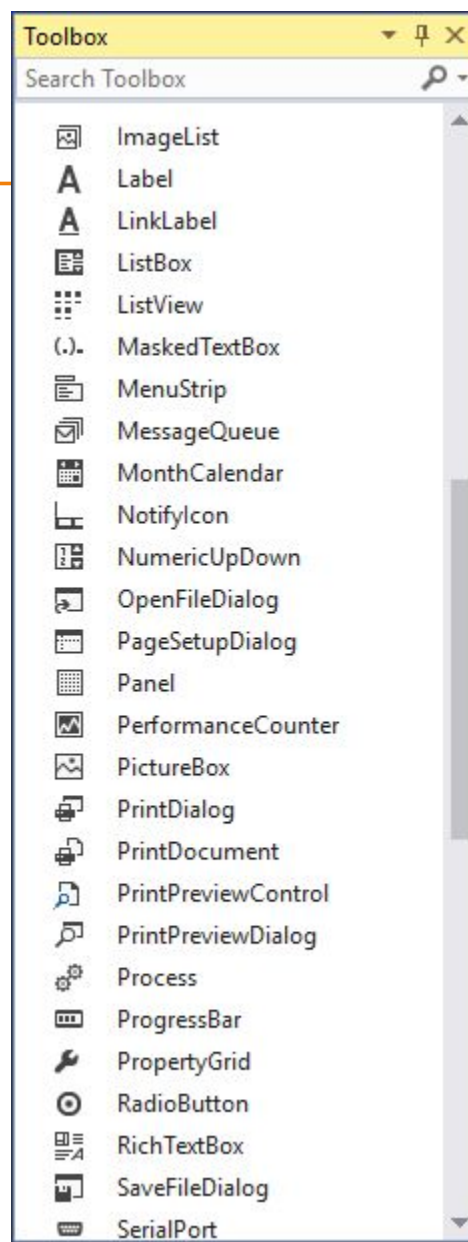 Toolbox
Search Toolbox
ImageList
Label
LinkLabel
ListBox
ListView
MaskedTextBox
MenuStrip
MessageQueue
MonthCalendar
NotifyIcon
NumericUpDown
OpenFileDialog
PageSetupDialog
Panel
PerformanceCounter
PictureBox
PrintDialog
PrintDocument
PrintPreviewControl
PrintPreviewDialog
Process
ProgressBar
PropertyGrid
RadioButton
RichTextBox
SaveFileDialog
SerialPort